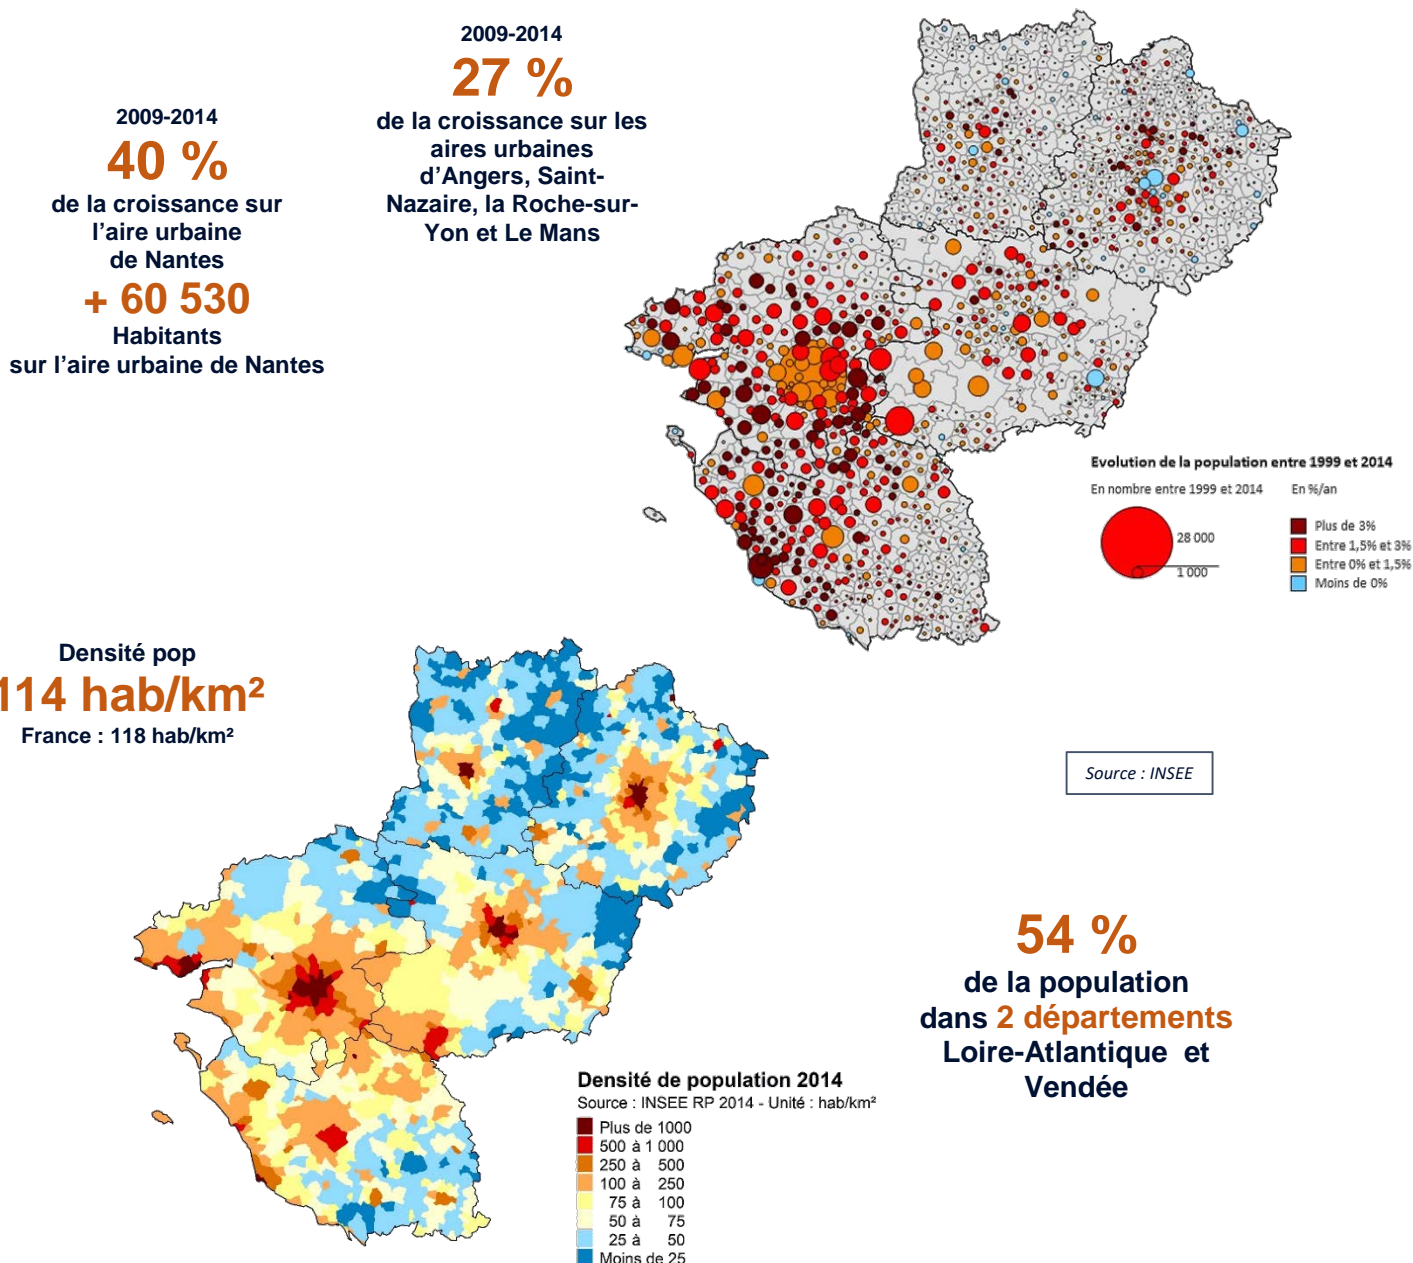 2009-2014
40 %
de la croissance sur
l’aire urbaine
de Nantes
+ 60 530
Habitants
sur l’aire urbaine de Nantes
2009-2014
27 %
de la croissance sur les
aires urbaines
d’Angers, Saint-
Nazaire, la Roche-sur-
Yon et Le Mans
Evolution de la population entre 1999 et 2014
En nombre entre 1999 et 2014 En %/an
28 000
1 000
Plus de 3%
Entre 1,5% et 3%
Entre 0% et 1,5%
Moins de 0%
Densité pop
114 hab/km²
France : 118 hab/km²
Source : INSEE
54 %
de la population
dans 2 départements
Loire-Atlantique et
Vendée
Densité de population 2014
Source : INSEE RP 2014 - Unité : hab/km²
Plus de 1000
500 à 1 000
250 à 500
100 à 250
75 à 100
50 à 75
25 à 50
Moins de 25